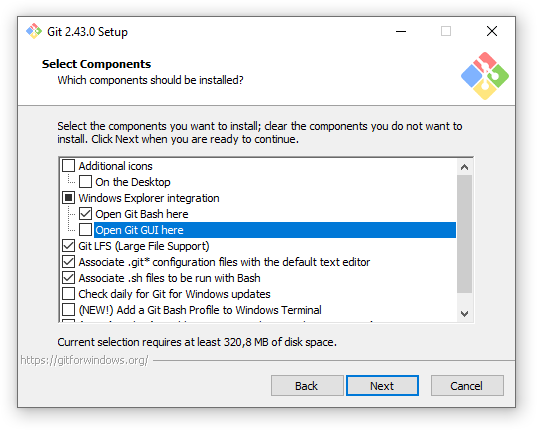 Git 2.43.0 Setup
Select Components
Which components should be installed?
Select the components you want to install; clear the components you do not want to
install. Click Next when you are ready to continue.
Additional icons
On the Desktop
Windows Explorer integration
Open Git Bash here
Open Git GUI here
Git LFS (Large File Support)
Associate .git* configuration files with the default text editor
Associate .sh files to be run with Bash
Check daily for Git for Windows updates
(NEW!) Add a Git Bash Profile to Windows Terminal
Current selection requires at least 320,8 MB of disk space.
https://gitforwindows.org/
Back
Next
Cancel